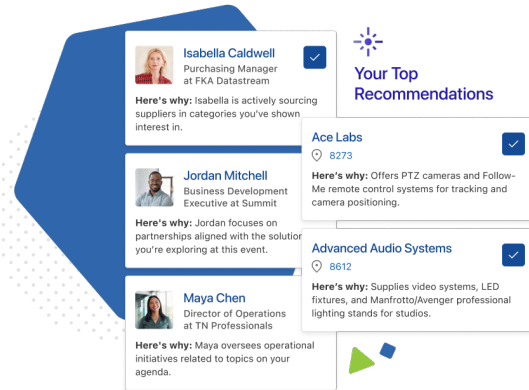 Isabella Caldwell
Purchasing Manager
at FKA Datastream
Here's why: Isabella is actively sourcing
suppliers in categories you've shown
interest in.
Jordan Mitchell
Business Development
Executive at Summit
Here's why: Jordan focuses on
partnerships aligned with the solution
you're exploring at this event.
Maya Chen
Director of Operations
at TN Professionals
Here's why: Maya oversees operational
initiatives related to topics on your
agenda.
Your Top
Recommendations
Ace Labs
8273
Here's why: Offers PTZ cameras and Follow-
Me remote control systems for tracking and
camera positioning.
Advanced Audio Systems
8612
Here's why: Supplies video systems, LED
fixtures, and Manfrotto/Avenger professional
lighting stands for studios.